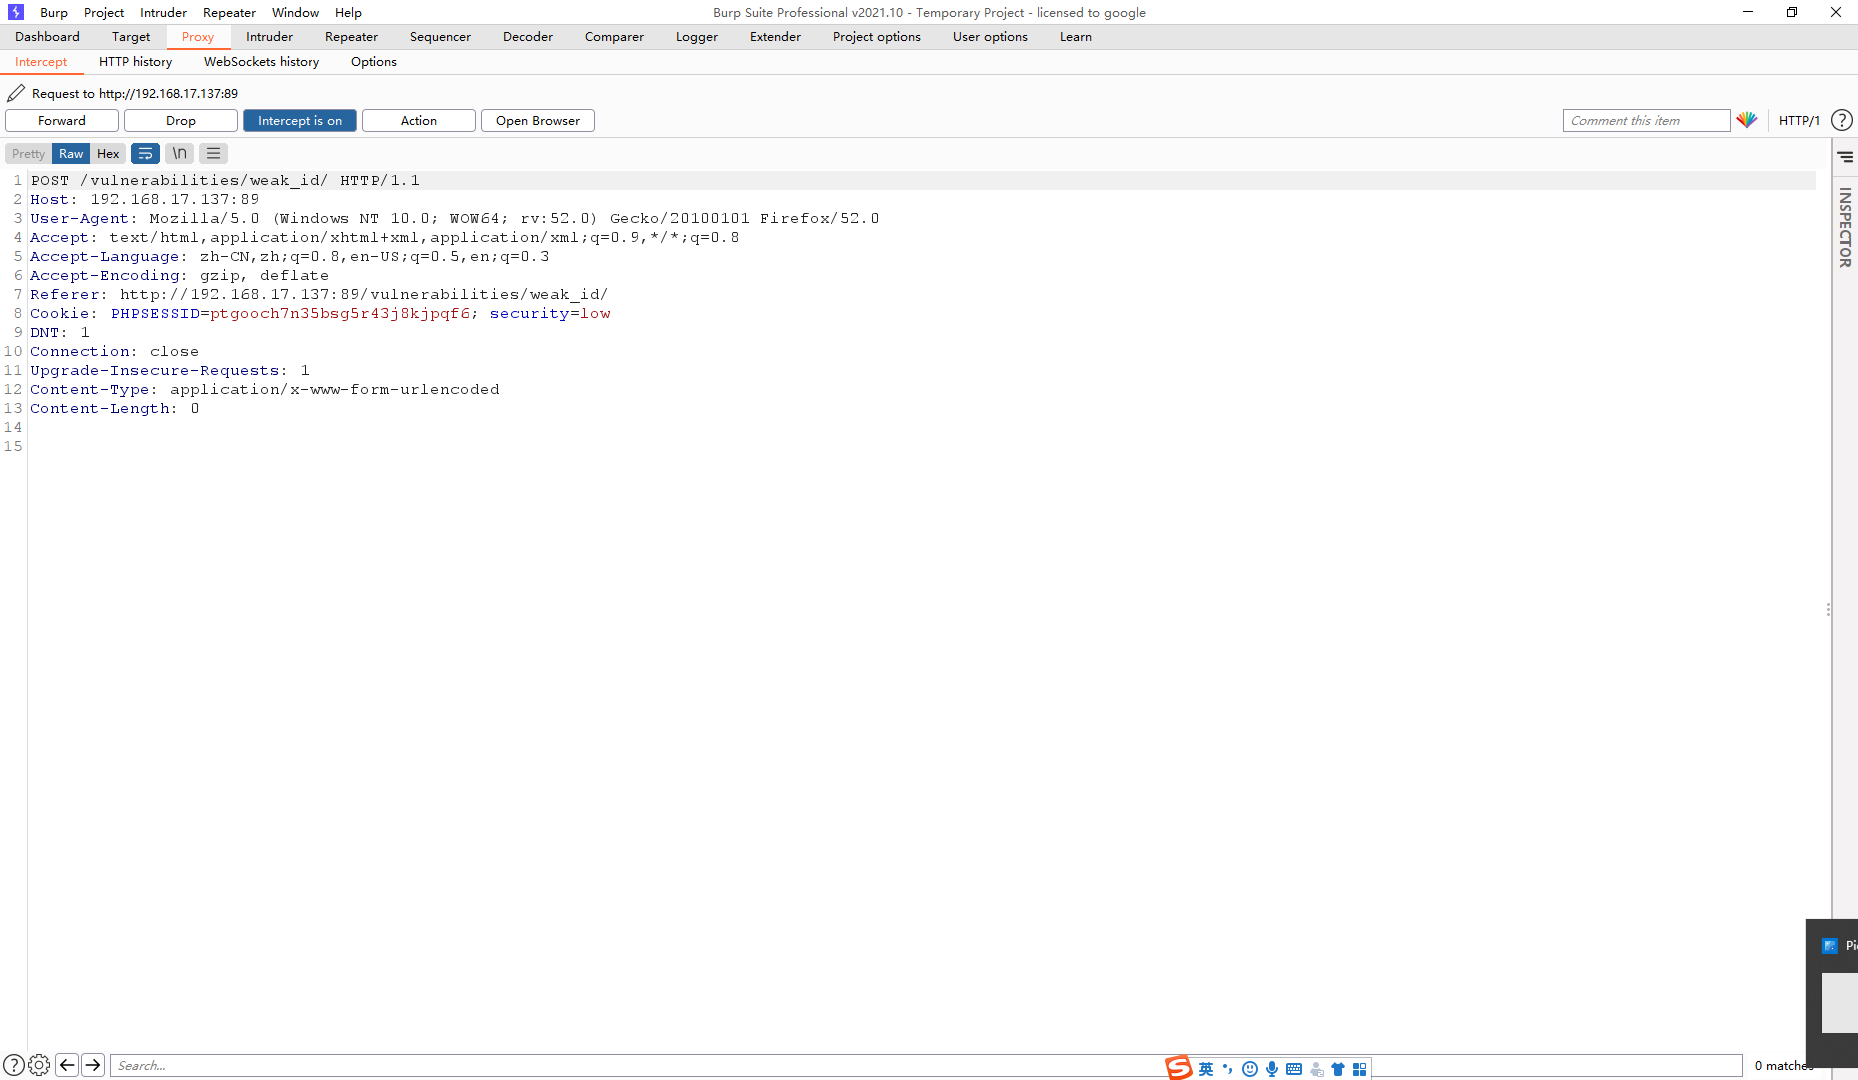 Burp Project Intruder Repeater Window Help
Burp Suite Professional v2021.10 - Temporary Project - licensed to google
Dashboard Target Proxy Intruder Repeater Sequencer Decoder Comparer Logger Extender Project options User options Learn
Intercept HTTP history WebSockets history Options
Request to http://192.168.17.137:89
Forward Drop Intercept is on Action Open Browser Comment this item HTTP/1 ?
Pretty Raw Hex \n
INSPECTOR
1 POST /vulnerabilities/weak_id/ HTTP/1.1
2 Host: 192.168.17.137:89
3 User-Agent: Mozilla/5.0 (Windows NT 10.0; WOW64; rv:52.0) Gecko/20100101 Firefox/52.0
4 Accept: text/html,application/xhtml+xml,application/xml;q=0.9,*/*;q=0.8
5 Accept-Language: zh-CN,zh;q=0.8,en-US;q=0.5,en;q=0.3
6 Accept-Encoding: gzip, deflate
7 Referer: http://192.168.17.137:89/vulnerabilities/weak_id/
8 Cookie: PHPSESSID=ptgooch7n35bsg5r43j8kjpqf6; security=low
9 DNT: 1
10 Connection: close
11 Upgrade-Insecure-Requests: 1
12 Content-Type: application/x-www-form-urlencoded
13 Content-Length: 0
14
15
? Search... 英 0 matches